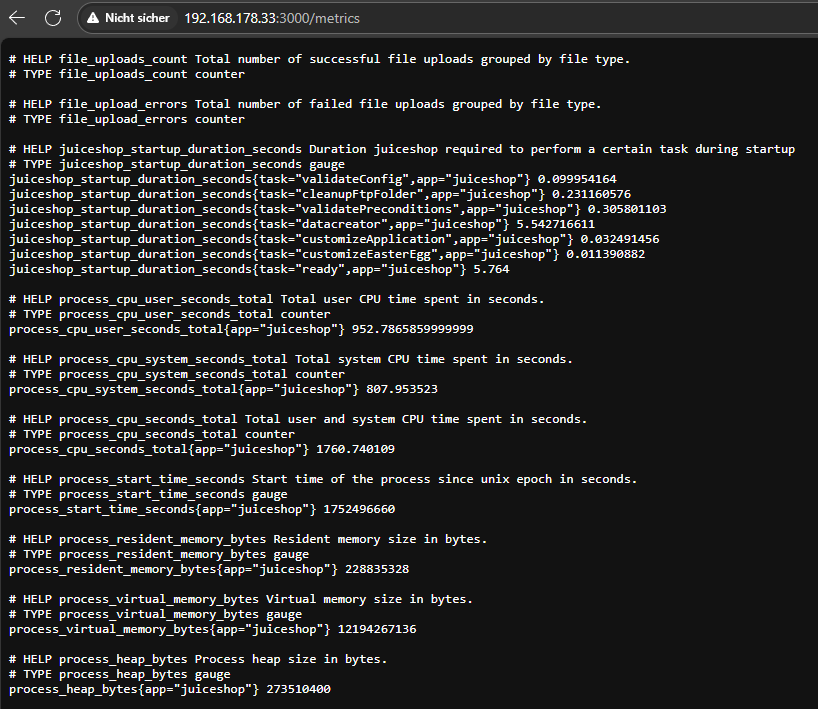 Nicht sicher 192.168.178.33:3000/metrics
# HELP file_uploads_count Total number of successful file uploads grouped by file type.
# TYPE file_uploads_count counter
# HELP file_upload_errors Total number of failed file uploads grouped by file type.
# TYPE file_upload_errors counter
# HELP juiceshop_startup_duration_seconds Duration juiceshop required to perform a certain task during startup
# TYPE juiceshop_startup_duration_seconds gauge
juiceshop_startup_duration_seconds{task="validateConfig",app="juiceshop"} 0.099954164
juiceshop_startup_duration_seconds{task="cleanupFtpFolder",app="juiceshop"} 0.231160576
juiceshop_startup_duration_seconds{task="validatePreconditions",app="juiceshop"} 0.305801103
juiceshop_startup_duration_seconds{task="datacreator",app="juiceshop"} 5.542716611
juiceshop_startup_duration_seconds{task="customizeApplication",app="juiceshop"} 0.032491456
juiceshop_startup_duration_seconds{task="customizeEasterEgg",app="juiceshop"} 0.011390882
juiceshop_startup_duration_seconds{task="ready",app="juiceshop"} 5.764
# HELP process_cpu_user_seconds_total Total user CPU time spent in seconds.
# TYPE process_cpu_user_seconds_total counter
process_cpu_user_seconds_total{app="juiceshop"} 952.7865859999999
# HELP process_cpu_system_seconds_total Total system CPU time spent in seconds.
# TYPE process_cpu_system_seconds_total counter
process_cpu_system_seconds_total{app="juiceshop"} 807.953523
# HELP process_cpu_seconds_total Total user and system CPU time spent in seconds.
# TYPE process_cpu_seconds_total counter
process_cpu_seconds_total{app="juiceshop"} 1760.740109
# HELP process_start_time_seconds Start time of the process since unix epoch in seconds.
# TYPE process_start_time_seconds gauge
process_start_time_seconds{app="juiceshop"} 1752496660
# HELP process_resident_memory_bytes Resident memory size in bytes.
# TYPE process_resident_memory_bytes gauge
process_resident_memory_bytes{app="juiceshop"} 228835328
# HELP process_virtual_memory_bytes Virtual memory size in bytes.
# TYPE process_virtual_memory_bytes gauge
process_virtual_memory_bytes{app="juiceshop"} 12194267136
# HELP process_heap_bytes Process heap size in bytes.
# TYPE process_heap_bytes gauge
process_heap_bytes{app="juiceshop"} 273510400